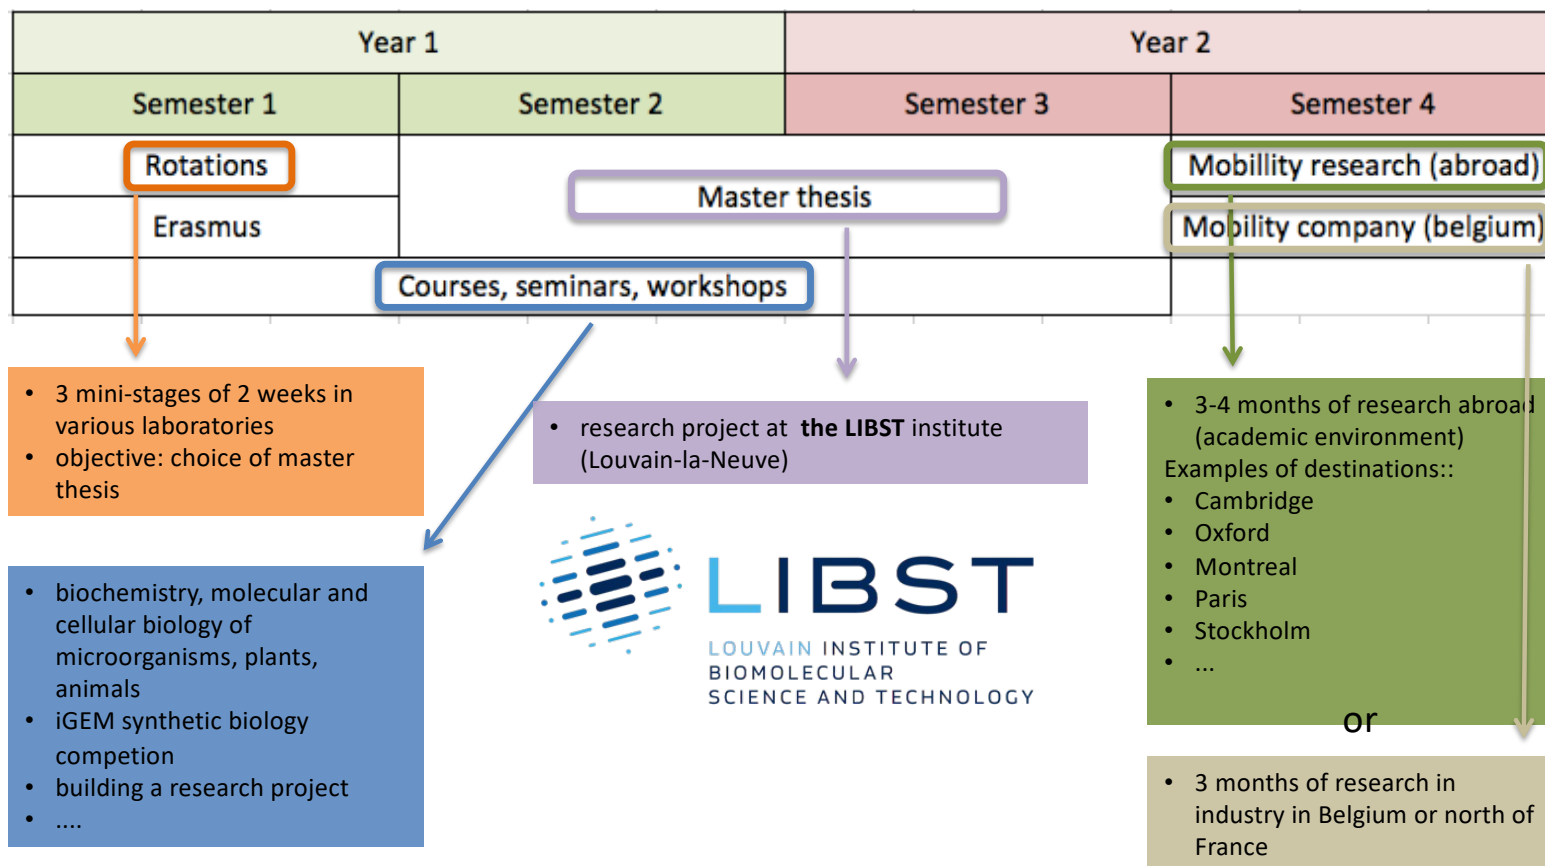 Year 1
Year 2
Semester 1
Semester 2
Semester 3
Semester 4
Rotations
Master thesis
Mobillity research (abroad)
Erasmus
Mobility company (belgium)
Courses, seminars, workshops
• 3 mini-stages of 2 weeks in
various laboratories
• objective: choice of master
thesis
• research project at the LIBST institute
(Louvain-la-Neuve)
• 3-4 months of research abroad
(academic environment)
Examples of destinations::
• Cambridge
• Oxford
• Montreal
• Paris
• Stockholm
• ...
or
• 3 months of research in
industry in Belgium or north of
France
• biochemistry, molecular and
cellular biology of
microorganisms, plants,
animals
• iGEM synthetic biology
competion
• building a research project
• ....
LIBST
LOUVAIN INSTITUTE OF
BIOMOLECULAR
SCIENCE AND TECHNOLOGY